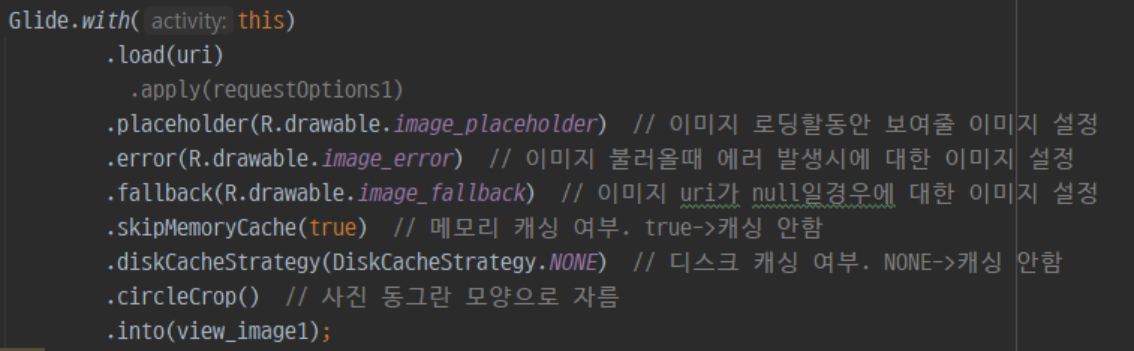 Glide.with( activity: this)
.load(uri)
.apply(requestOptions1)
.placeholder(R.drawable.image_placeholder) // 이미지 로딩할동안 보여줄 이미지 설정
.error(R.drawable.image_error) // 이미지 불러올때 에러 발생시에 대한 이미지 설정
.fallback(R.drawable.image_fallback) // 이미지 uri가 null일경우에 대한 이미지 설정
.skipMemoryCache(true) // 메모리 캐싱 여부. true->캐싱 안함
.diskCacheStrategy(DiskCacheStrategy.NONE) // 디스크 캐싱 여부. NONE->캐싱 안함
.circleCrop() // 사진 동그란 모양으로 자름
.into(view_image1);